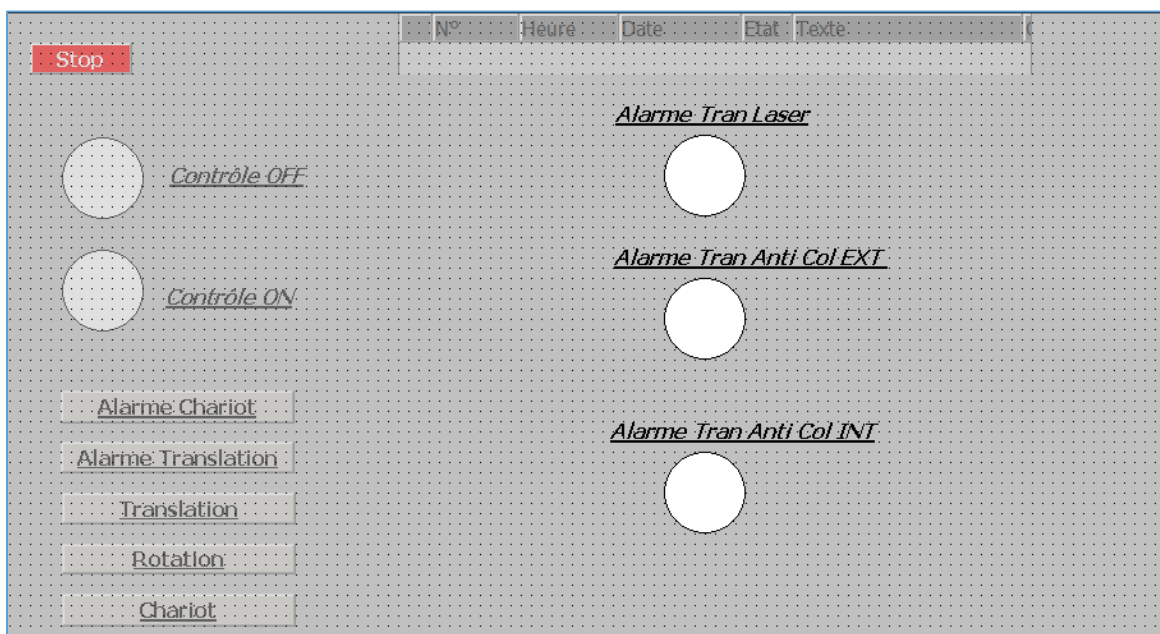 N° Heure Date Etat Texte
Stop
Alarme Tran Laser
Contrôle OFF
Alarme Tran Anti Col EXT
Contrôle ON
Alarme Chariot
Alarme Tran Anti Col INT
Alarme Translation
Translation
Rotation
Chariot